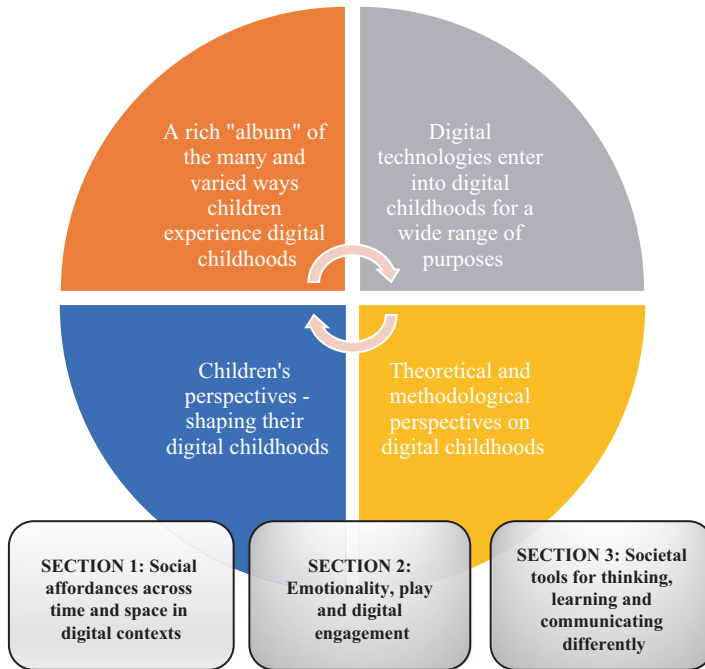 A rich "album" of
the many and
varied ways
children
experience digital
childhoods
Digital
technologies enter
into digital
childhoods for a
wide range of
purposes
Children's
perspectives -
shaping their
digital childhoods
Theoretical and
methodological
perspectives on
digital childhoods
SECTION 1: Social
affordances across
time and space in
digital contexts
SECTION 2:
Emotionality, play
and digital
engagement
SECTION 3: Societal
tools for thinking,
learning and
communicating
differently